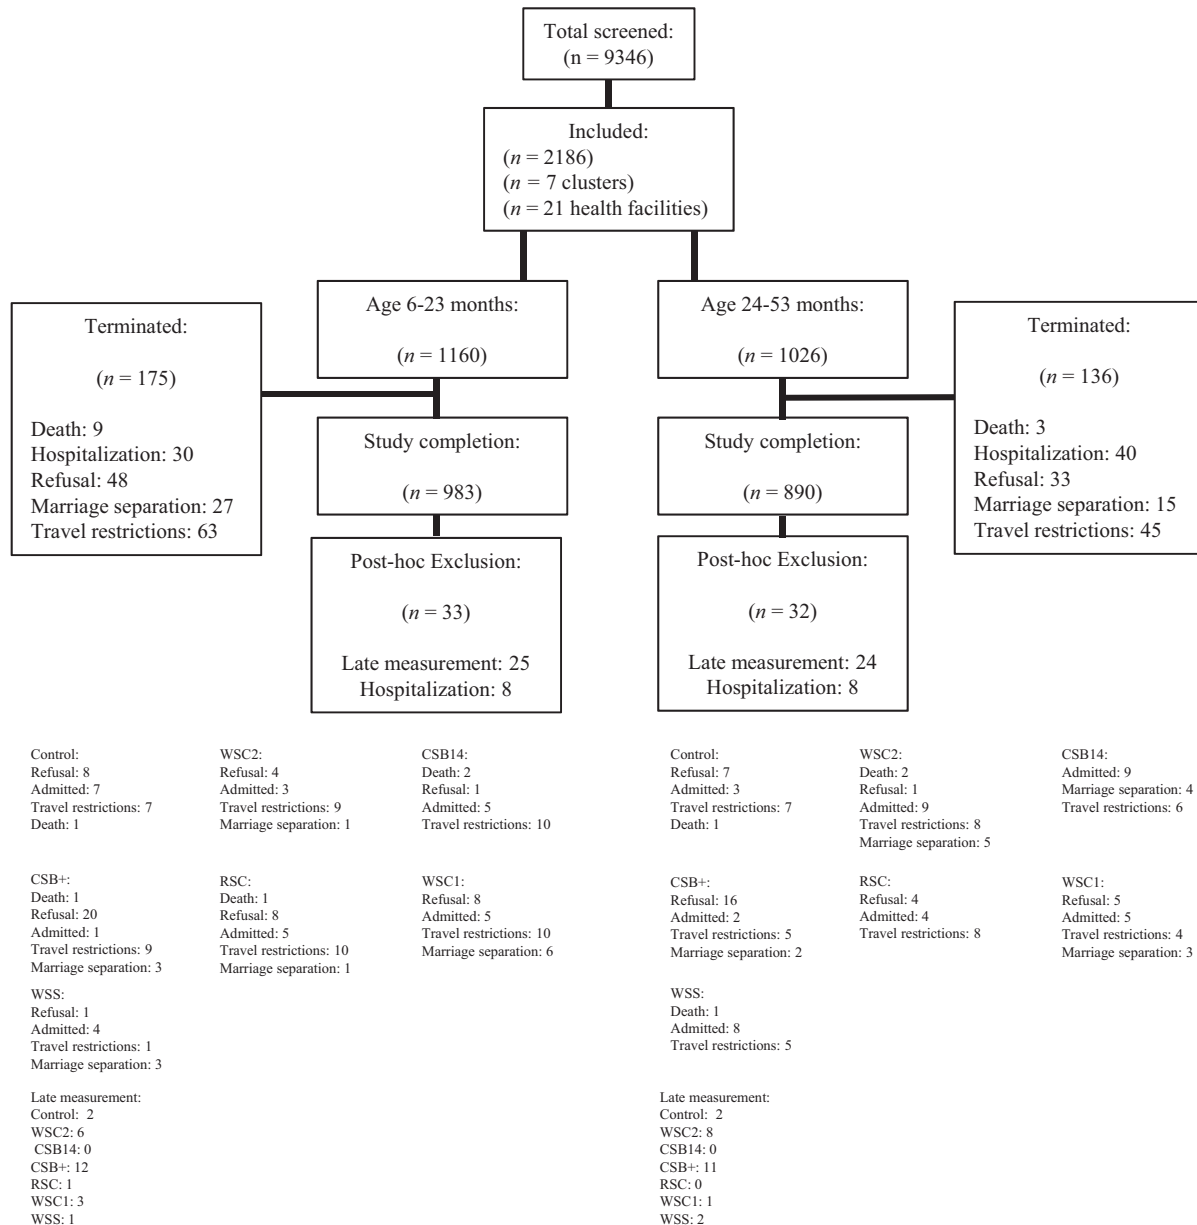 Total screened:
(n = 9346)
Included:
(n = 2186)
(n = 7 clusters)
(n = 21 health facilities)
Age 6-23 months:
(n = 1160)
Age 24-53 months:
(n = 1026)
Terminated:
(n = 175)
Death: 9
Hospitalization: 30
Refusal: 48
Marriage separation: 27
Travel restrictions: 63
Terminated:
(n = 136)
Death: 3
Hospitalization: 40
Refusal: 33
Marriage separation: 15
Travel restrictions: 45
Study completion:
(n = 983)
Study completion:
(n = 890)
Post-hoc Exclusion:
(n = 33)
Late measurement: 25
Hospitalization: 8
Post-hoc Exclusion:
(n = 32)
Late measurement: 24
Hospitalization: 8
Control:
Refusal: 8
Admitted: 7
Travel restrictions: 7
Death: 1
WSC2:
Refusal: 4
Admitted: 3
Travel restrictions: 9
Marriage separation: 1
CSB14:
Death: 2
Refusal: 1
Admitted: 5
Travel restrictions: 10
CSB+:
Death: 1
Refusal: 20
Admitted: 1
Travel restrictions: 9
Marriage separation: 3
RSC:
Death: 1
Refusal: 8
Admitted: 5
Travel restrictions: 10
Marriage separation: 1
WSC1:
Refusal: 8
Admitted: 5
Travel restrictions: 10
Marriage separation: 6
WSS:
Refusal: 1
Admitted: 4
Travel restrictions: 1
Marriage separation: 3
Late measurement:
Control: 2
WSC2: 6
CSB14: 0
CSB+: 12
RSC: 1
WSC1: 3
WSS: 1
Control:
Refusal: 7
Admitted: 3
Travel restrictions: 7
Death: 1
WSC2:
Death: 2
Refusal: 1
Admitted: 9
Travel restrictions: 8
Marriage separation: 5
CSB14:
Admitted: 9
Marriage separation: 4
Travel restrictions: 6
CSB+:
Refusal: 16
Admitted: 2
Travel restrictions: 5
Marriage separation: 2
RSC:
Refusal: 4
Admitted: 4
Travel restrictions: 8
WSC1:
Refusal: 5
Admitted: 5
Travel restrictions: 4
Marriage separation: 3
WSS:
Death: 1
Admitted: 8
Travel restrictions: 5
Late measurement:
Control: 2
WSC2: 8
CSB14: 0
CSB+: 11
RSC: 0
WSC1: 1
WSS: 2